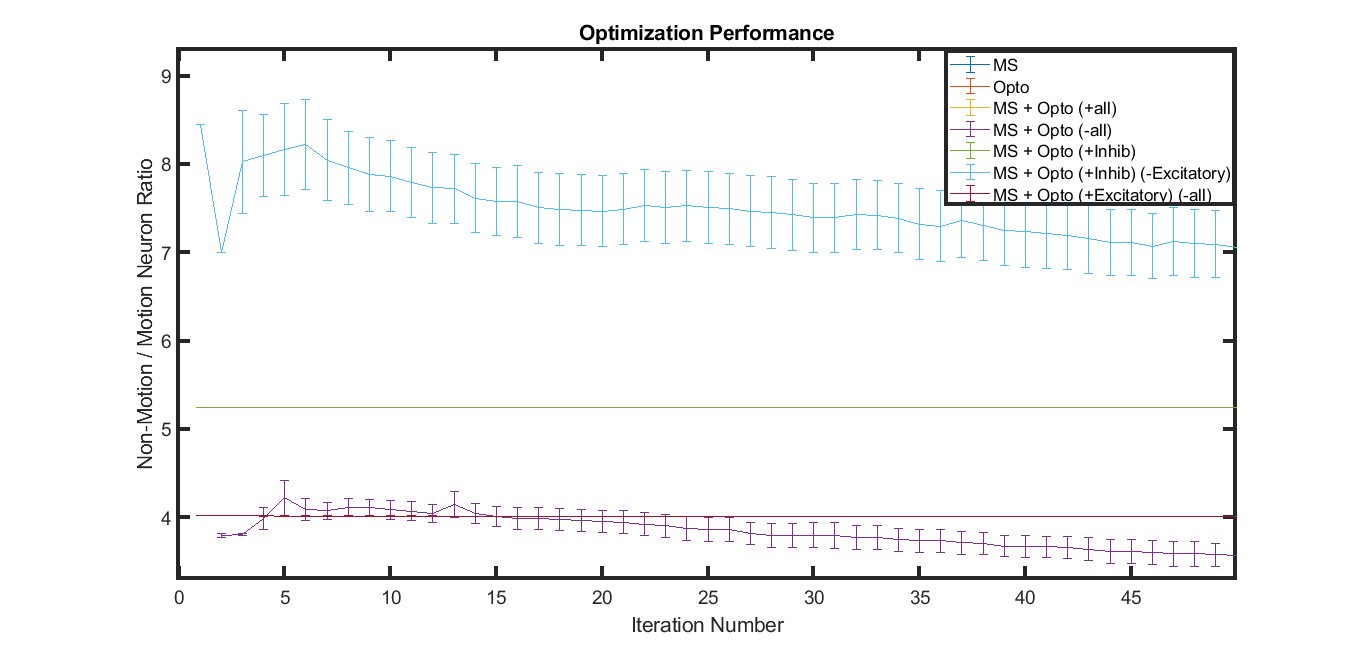 Optimization Performance
9
8
7
6
5
4
Non-Motion / Motion Neuron Ratio
MS
Opto
MS + Opto (+all)
MS + Opto (-all)
MS + Opto (+Inhib)
MS + Opto (+Inhib) (-Excitatory)
MS + Opto (+Excitatory) (-all)
0 5 10 15 20 25 30 35 40 45
Iteration Number